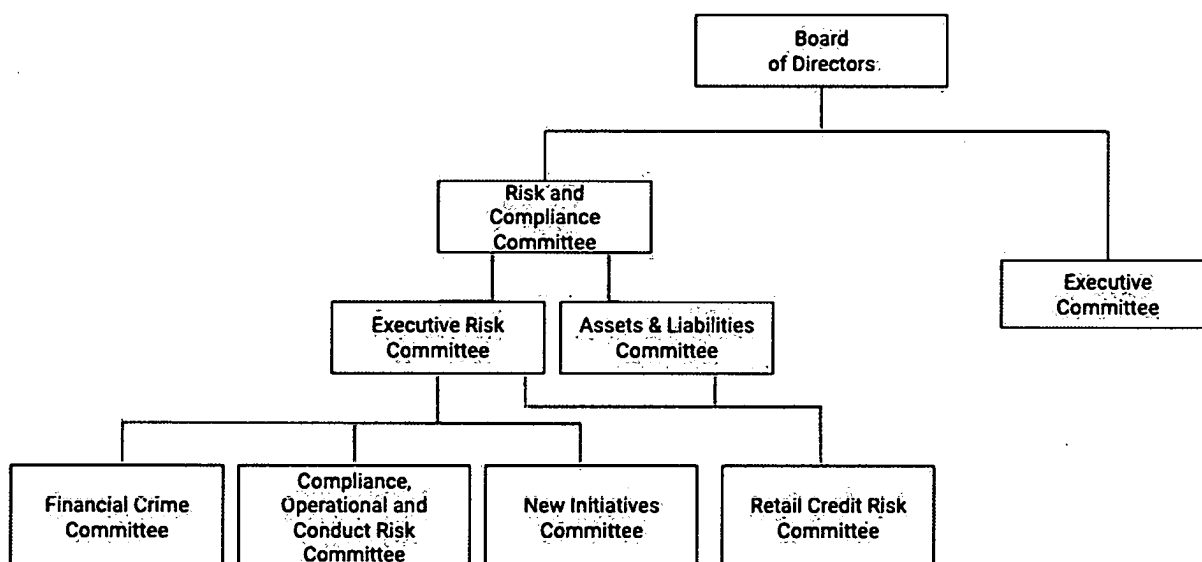 Board
of Directors
Risk and
Compliance
Committee
Executive
Committee
Executive Risk
Committee
Assets & Liabilities
Committee
Financial Crime
Committee
Compliance,
Operational and
Conduct Risk
Committee
New Initiatives
Committee
Retail Credit Risk
Committee